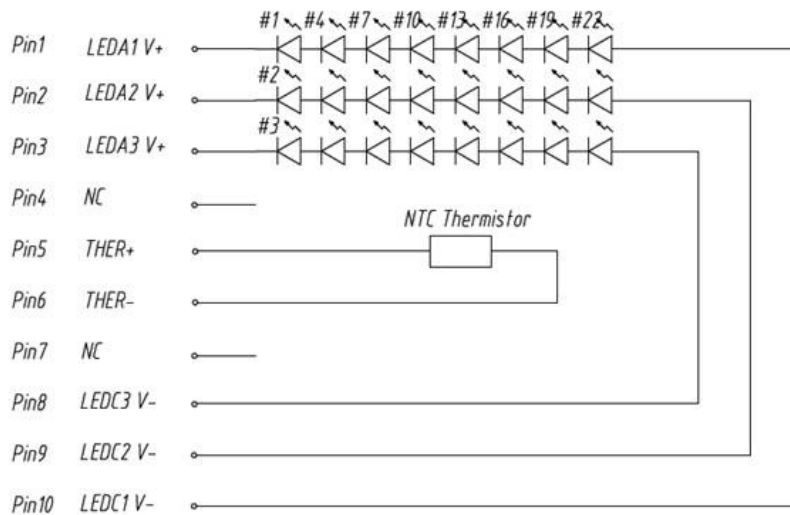 #1 #4 #7 #10 #13 #16 #19 #22
Pin1 LEDA1 V+
#2
Pin2 LEDA2 V+
#3
Pin3 LEDA3 V+
Pin4 NC
NTC Thermistor
Pin5 THER+
Pin6 THER-
Pin7 NC
Pin8 LEDC3 V-
Pin9 LEDC2 V-
Pin10 LEDC1 V-